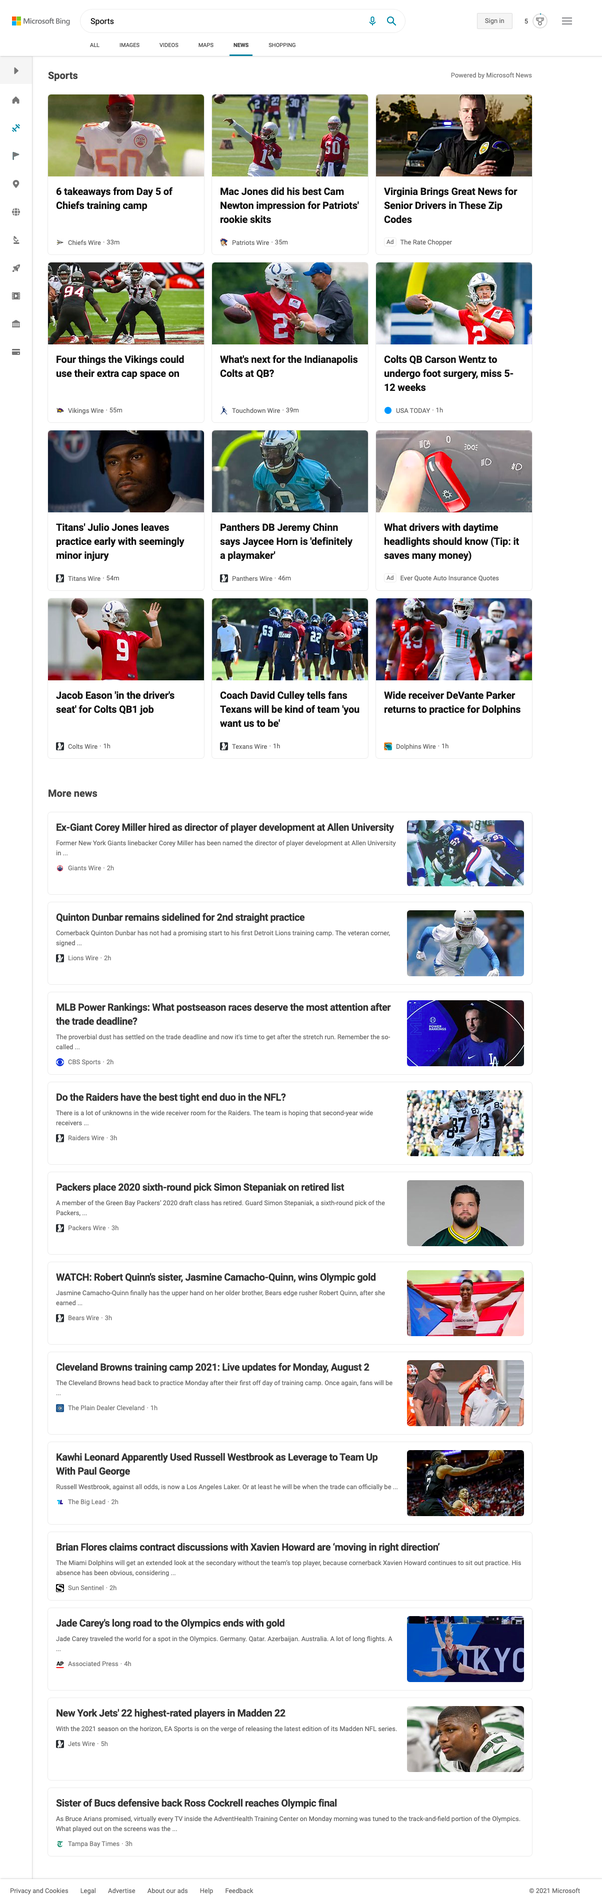 Microsoft Bing
Sports
Sign in
5
ALL IMAGES VIDEOS MAPS NEWS SHOPPING
Sports
Powered by Microsoft News
6 takeaways from Day 5 of
Chiefs training camp
Chiefs Wire · 33m
Mac Jones did his best Cam
Newton impression for Patriots'
rookie skits
Patriots Wire · 35m
Virginia Brings Great News for
Senior Drivers in These Zip
Codes
Ad The Rate Chopper
Four things the Vikings could
use their extra cap space on
Vikings Wire · 55m
What's next for the Indianapolis
Colts at QB?
Touchdown Wire · 39m
Colts QB Carson Wentz to
undergo foot surgery, miss 5-
12 weeks
USA TODAY · 1h
Titans' Julio Jones leaves
practice early with seemingly
minor injury
Titans Wire · 54m
Panthers DB Jeremy Chinn
says Jaycee Horn is 'definitely
a playmaker'
Panthers Wire · 46m
What drivers with daytime
headlights should know (Tip: it
saves many money)
Ad Ever Quote Auto Insurance Quotes
Jacob Eason 'in the driver's
seat' for Colts QB1 job
Colts Wire · 1h
Coach David Culley tells fans
Texans will be kind of team 'you
want us to be'
Texans Wire · 1h
Wide receiver DeVante Parker
returns to practice for Dolphins
Dolphins Wire · 1h
More news
Ex-Giant Corey Miller hired as director of player development at Allen University
Former New York Giants linebacker Corey Miller has been named the director of player development at Allen University
in ...
Giants Wire · 2h
Quinton Dunbar remains sidelined for 2nd straight practice
Cornerback Quinton Dunbar has not had a promising start to his first Detroit Lions training camp. The veteran corner,
signed ...
Lions Wire · 2h
MLB Power Rankings: What postseason races deserve the most attention after
the trade deadline?
The proverbial dust has settled on the trade deadline and now it's time to get after the stretch run. Remember the so-
called ...
CBS Sports · 2h
Do the Raiders have the best tight end duo in the NFL?
There is a lot of unknowns in the wide receiver room for the Raiders. The team is hoping that second-year wide
receivers ...
Raiders Wire · 3h
Packers place 2020 sixth-round pick Simon Stepaniak on retired list
A member of the Green Bay Packers' 2020 draft class has retired. Guard Simon Stepaniak, a sixth-round pick of the
Packers, ...
Packers Wire · 3h
WATCH: Robert Quinn's sister, Jasmine Camacho-Quinn, wins Olympic gold
Jasmine Camacho-Quinn finally has the upper hand on her older brother, Bears edge rusher Robert Quinn, after she
earned ...
Bears Wire · 3h
Cleveland Browns training camp 2021: Live updates for Monday, August 2
The Cleveland Browns head back to practice Monday after their first off day of training camp. Once again, fans will be
...
The Plain Dealer Cleveland · 1h
Kawhi Leonard Apparently Used Russell Westbrook as Leverage to Team Up
With Paul George
Russell Westbrook, against all odds, is now a Los Angeles Laker. Or at least he will be when the trade can officially be ...
The Big Lead · 2h
Brian Flores claims contract discussions with Xavien Howard are 'moving in right direction'
The Miami Dolphins will get an extended look at the secondary without the team's top player, because cornerback Xavien Howard continues to sit out practice. His
absence has been obvious, considering ...
Sun Sentinel · 2h
Jade Carey's long road to the Olympics ends with gold
Jade Carey traveled the world for a spot in the Olympics. Germany. Qatar. Azerbaijan. Australia. A lot of long flights. A
...
Associated Press · 4h
New York Jets' 22 highest-rated players in Madden 22
With the 2021 season on the horizon, EA Sports is on the verge of releasing the latest edition of its Madden NFL series.
Jets Wire · 5h
Sister of Bucs defensive back Ross Cockrell reaches Olympic final
As Bruce Arians promised, virtually every TV inside the AdventHealth Training Center on Monday morning was tuned to the track-and-field portion of the Olympics.
What played out on the screens was the ...
Tampa Bay Times · 3h
Privacy and Cookies Legal Advertise About our ads Help Feedback
© 2021 Microsoft